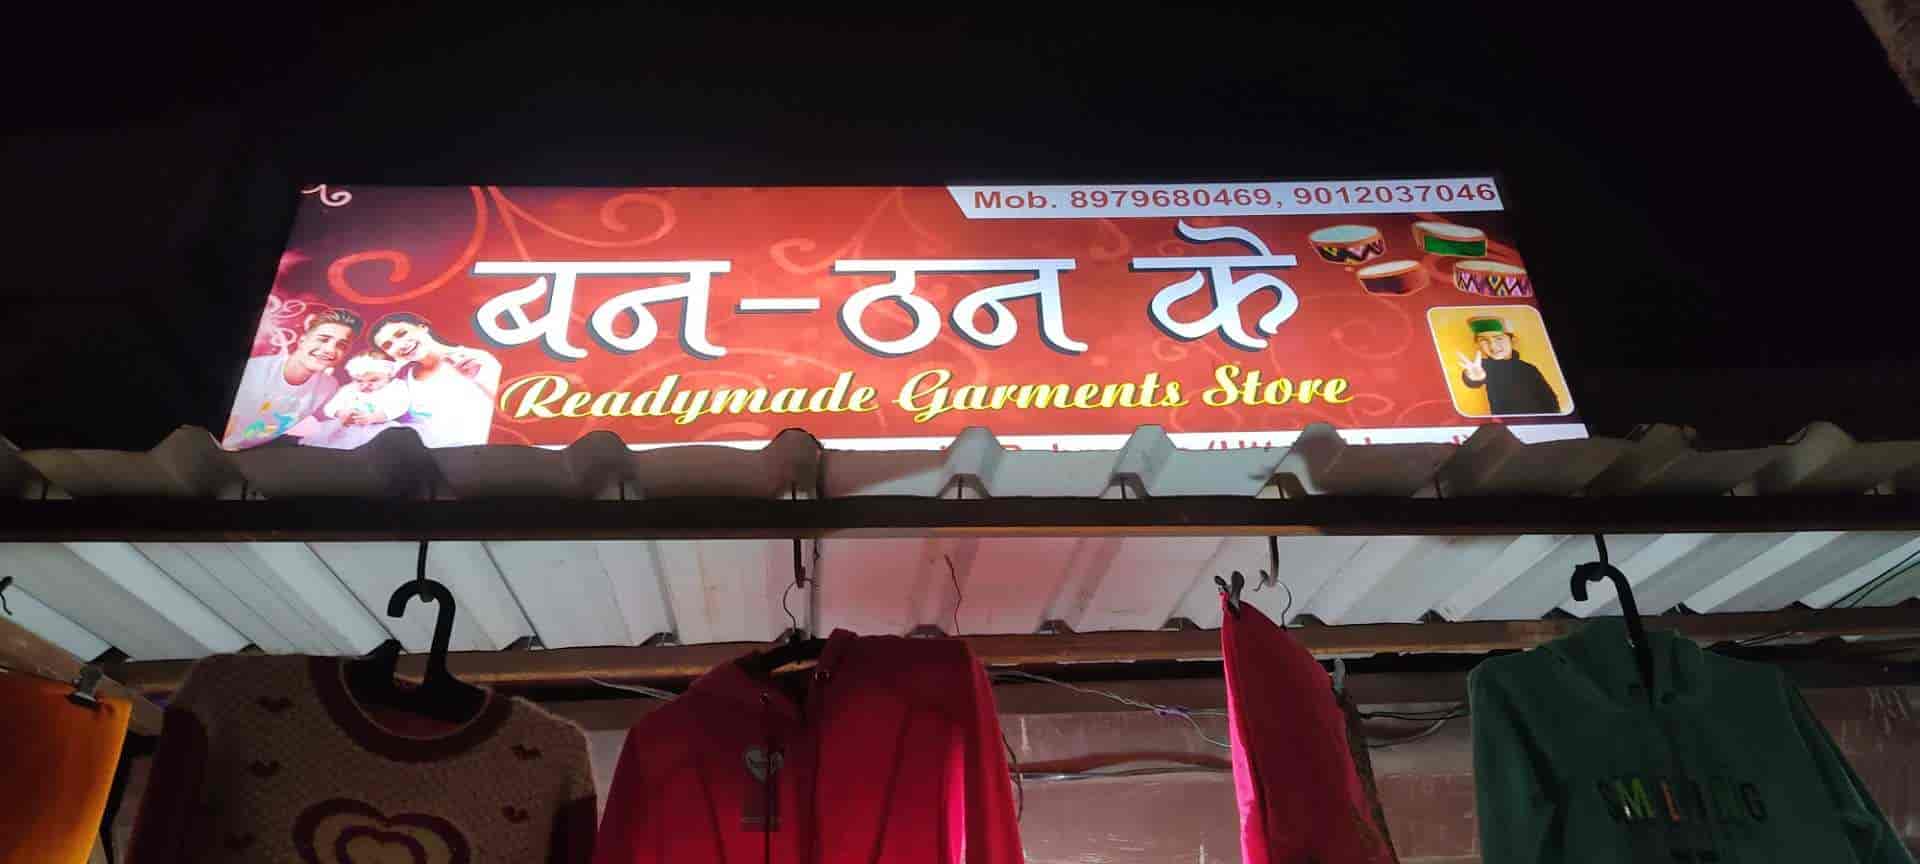 Mob. 8979680469, 9012037046
बन-ठन के
Readymade Garments Store